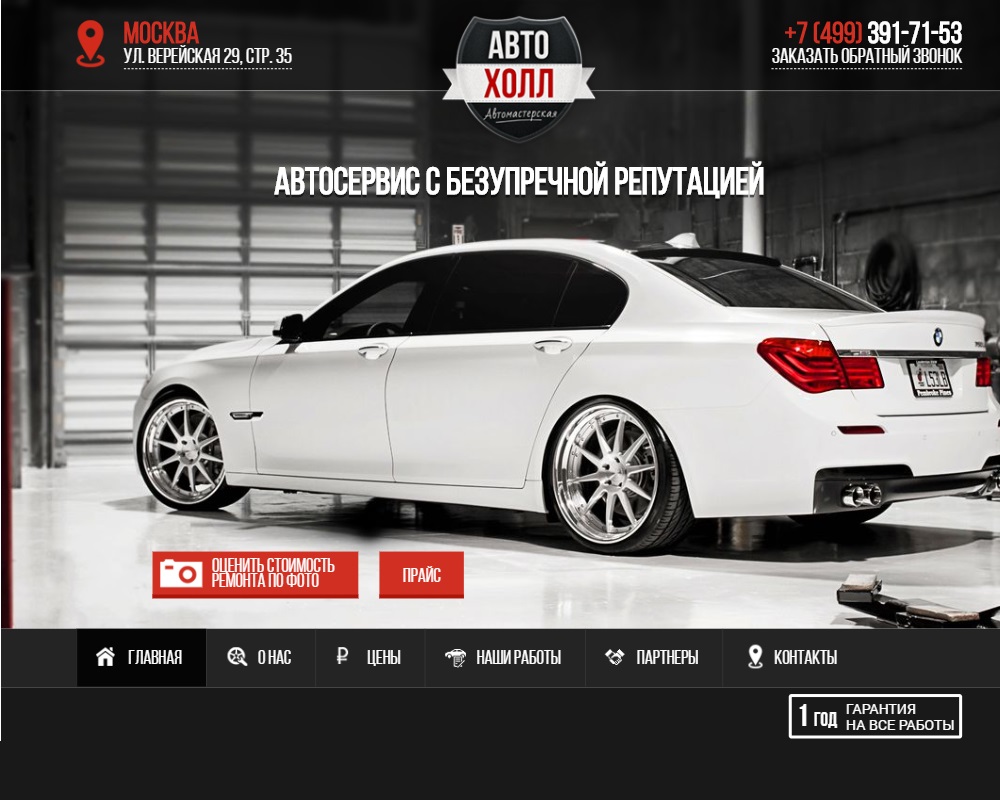 МОСКВА
УЛ. ВЕРЕЙСКАЯ 29, СТР. 35
АВТО
ХОЛЛ
Автомастерская
+7 (499) 391-71-53
ЗАКАЗАТЬ ОБРАТНЫЙ ЗВОНОК
АВТОСЕРВИС С БЕЗУПРЕЧНОЙ РЕПУТАЦИЕЙ
Pembroke Pines
ОЦЕНИТЬ СТОИМОСТЬ
РЕМОНТА ПО ФОТО
ПРАЙС
ГЛАВНАЯ
О НАС
ЦЕНЫ
НАШИ РАБОТЫ
ПАРТНЕРЫ
КОНТАКТЫ
1 год
ГАРАНТИЯ
НА ВСЕ РАБОТЫ